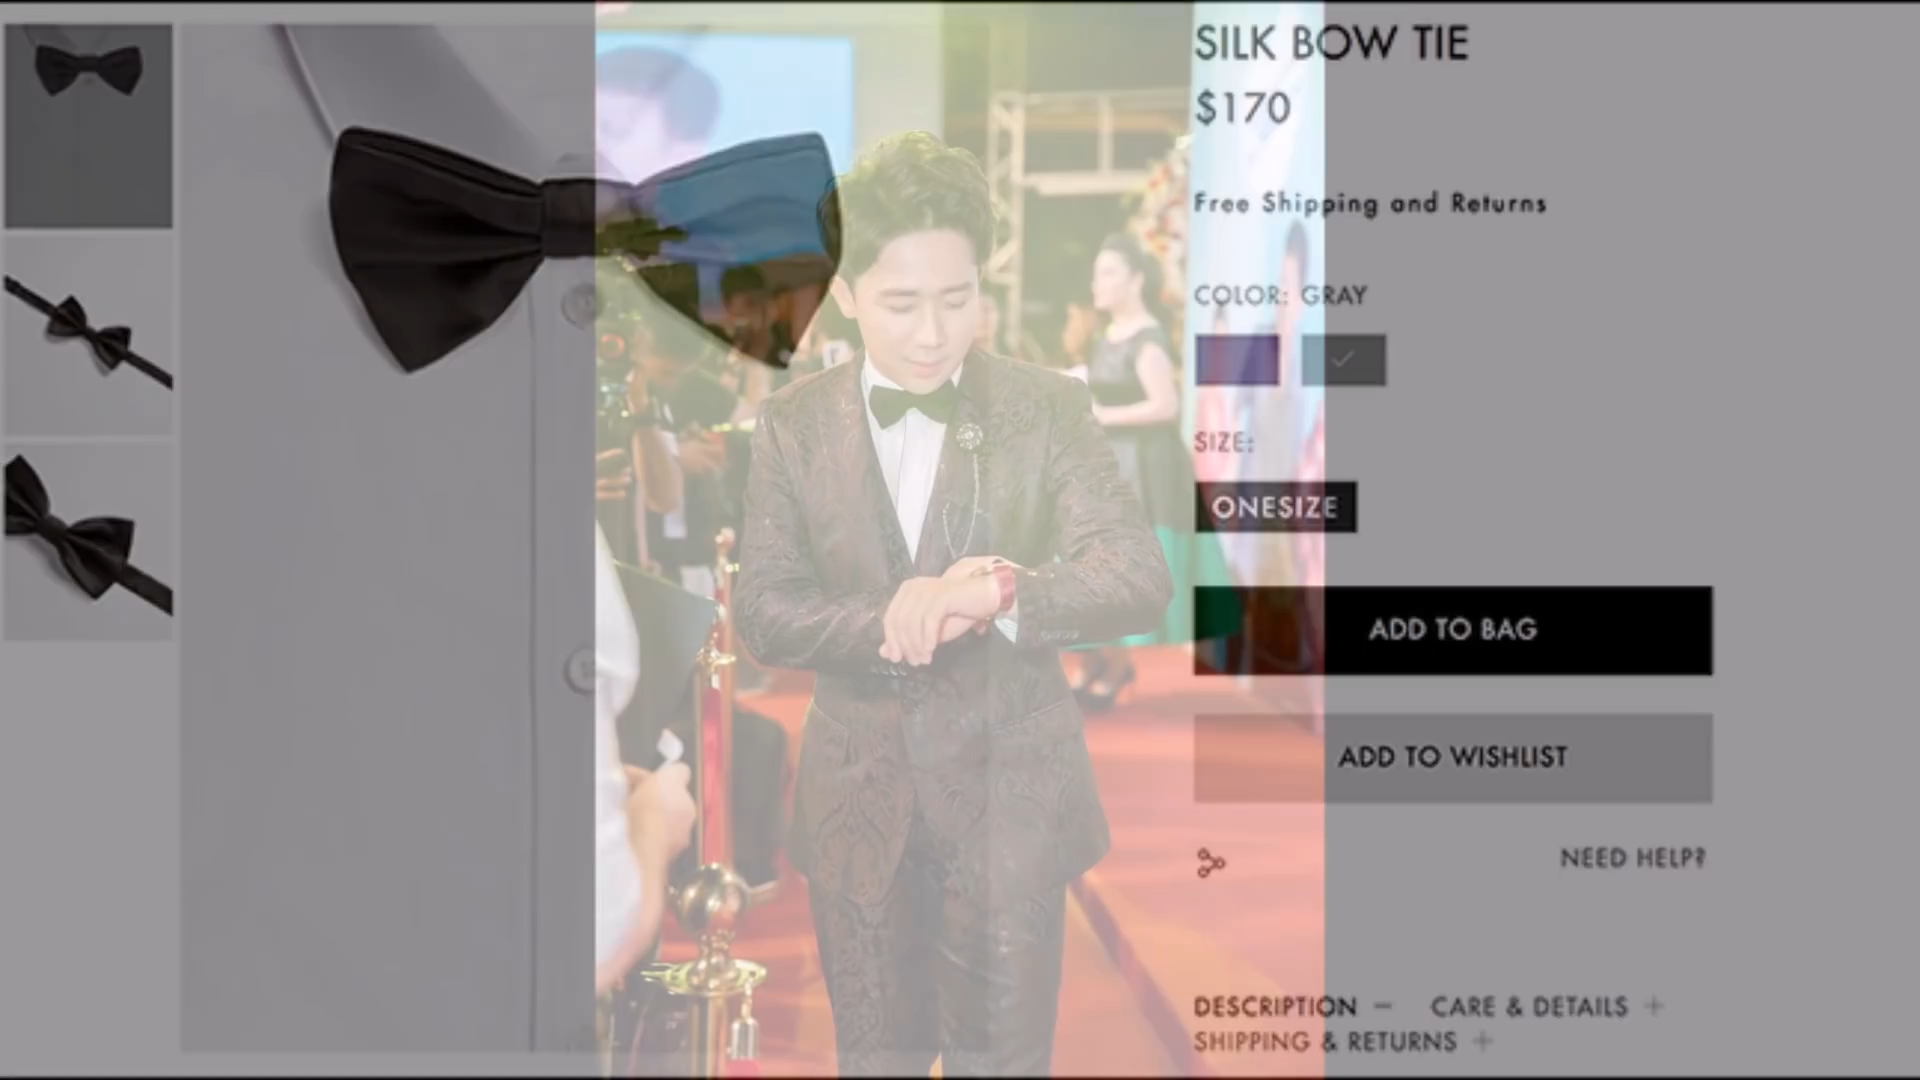 SILK BOW TIE
$170
Free Shipping and Returns
COLOR: GRAY
SIZE:
ONESIZE
ADD TO BAG
ADD TO WISHLIST
NEED HELP?
DESCRIPTION − CARE & DETAILS +
SHIPPING & RETURNS +